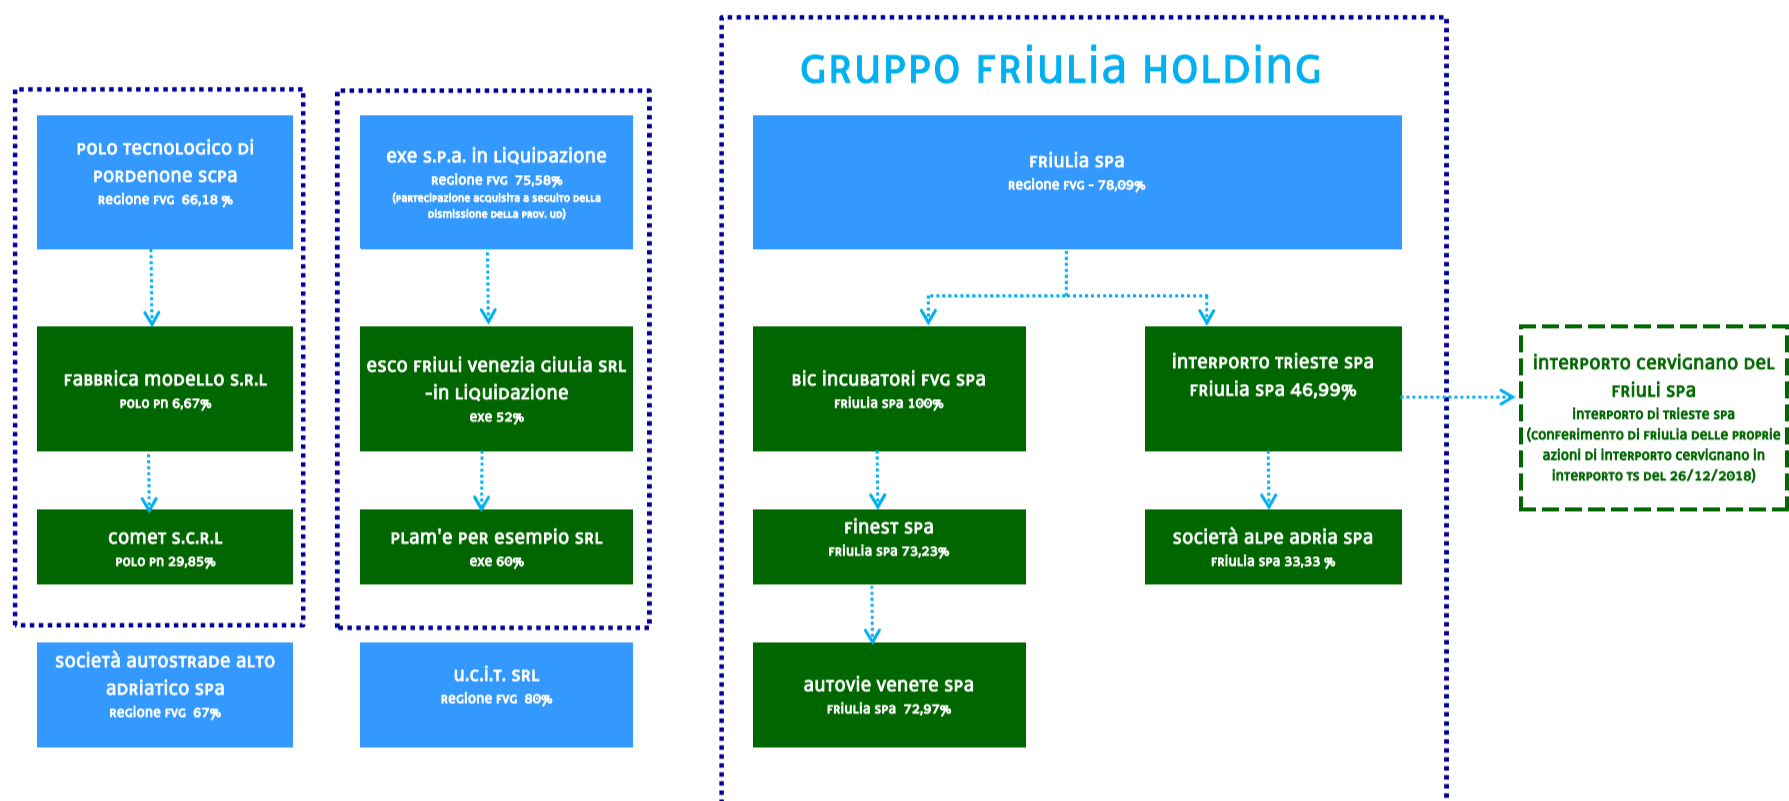 GRUPPO FRIULIA HOLDING
POLO TECNOLOGICO DI
PORDENONE SCPA
REGIONE FVG 66,18 %
FABBRICA MODELLO S.R.L
POLO PN 6,67%
COMET S.C.R.L
POLO PN 29,85%
SOCIETÀ AUTOSTRADE ALTO
ADRIATICO SPA
REGIONE FVG 67%
EXE S.P.A. IN LIQUIDAZIONE
REGIONE FVG 75,58%
(PARTECIPAZIONE ACQUISITA A SEGUITO DELLA
DISMISSIONE DELLA PROV. UD)
ESCO FRIULI VENEZIA GIULIA SRL
-IN LIQUIDAZIONE
EXE 52%
PLAM'E PER ESEMPIO SRL
EXE 60%
U.C.I.T. SRL
REGIONE FVG 80%
FRIULIA SPA
REGIONE FVG - 78,09%
BIC INCUBATORI FVG SPA
FRIULIA SPA 100%
FINEST SPA
FRIULIA SPA 73,23%
AUTOVIE VENETE SPA
FRIULIA SPA 72,97%
INTERPORTO TRIESTE SPA
FRIULIA SPA 46,99%
SOCIETÀ ALPE ADRIA SPA
FRIULIA SPA 33,33 %
INTERPORTO CERVIGNANO DEL
FRIULI SPA
INTERPORTO DI TRIESTE SPA
(CONFERIMENTO DI FRIULIA DELLE PROPRIE
AZIONI DI INTERPORTO CERVIGNANO IN
INTERPORTO TS DEL 26/12/2018)